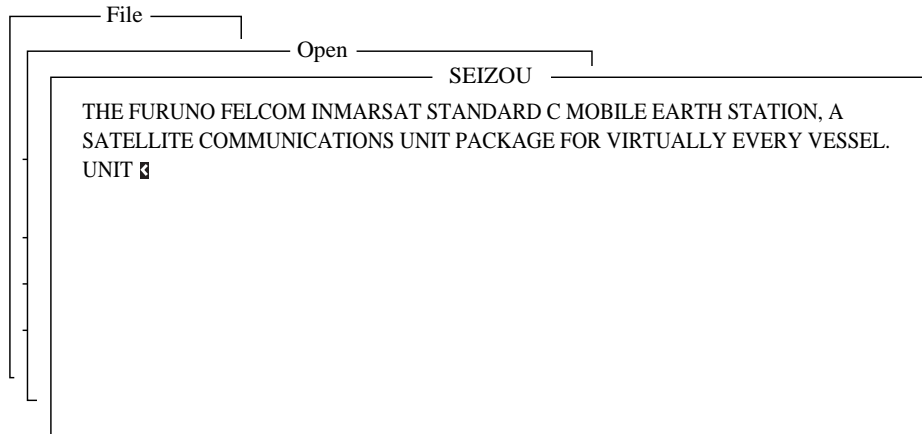 File
Open
SEIZOU
THE FURUNO FELCOM INMARSAT STANDARD C MOBILE EARTH STATION, A
SATELLITE COMMUNICATIONS UNIT PACKAGE FOR VIRTUALLY EVERY VESSEL.
UNIT <